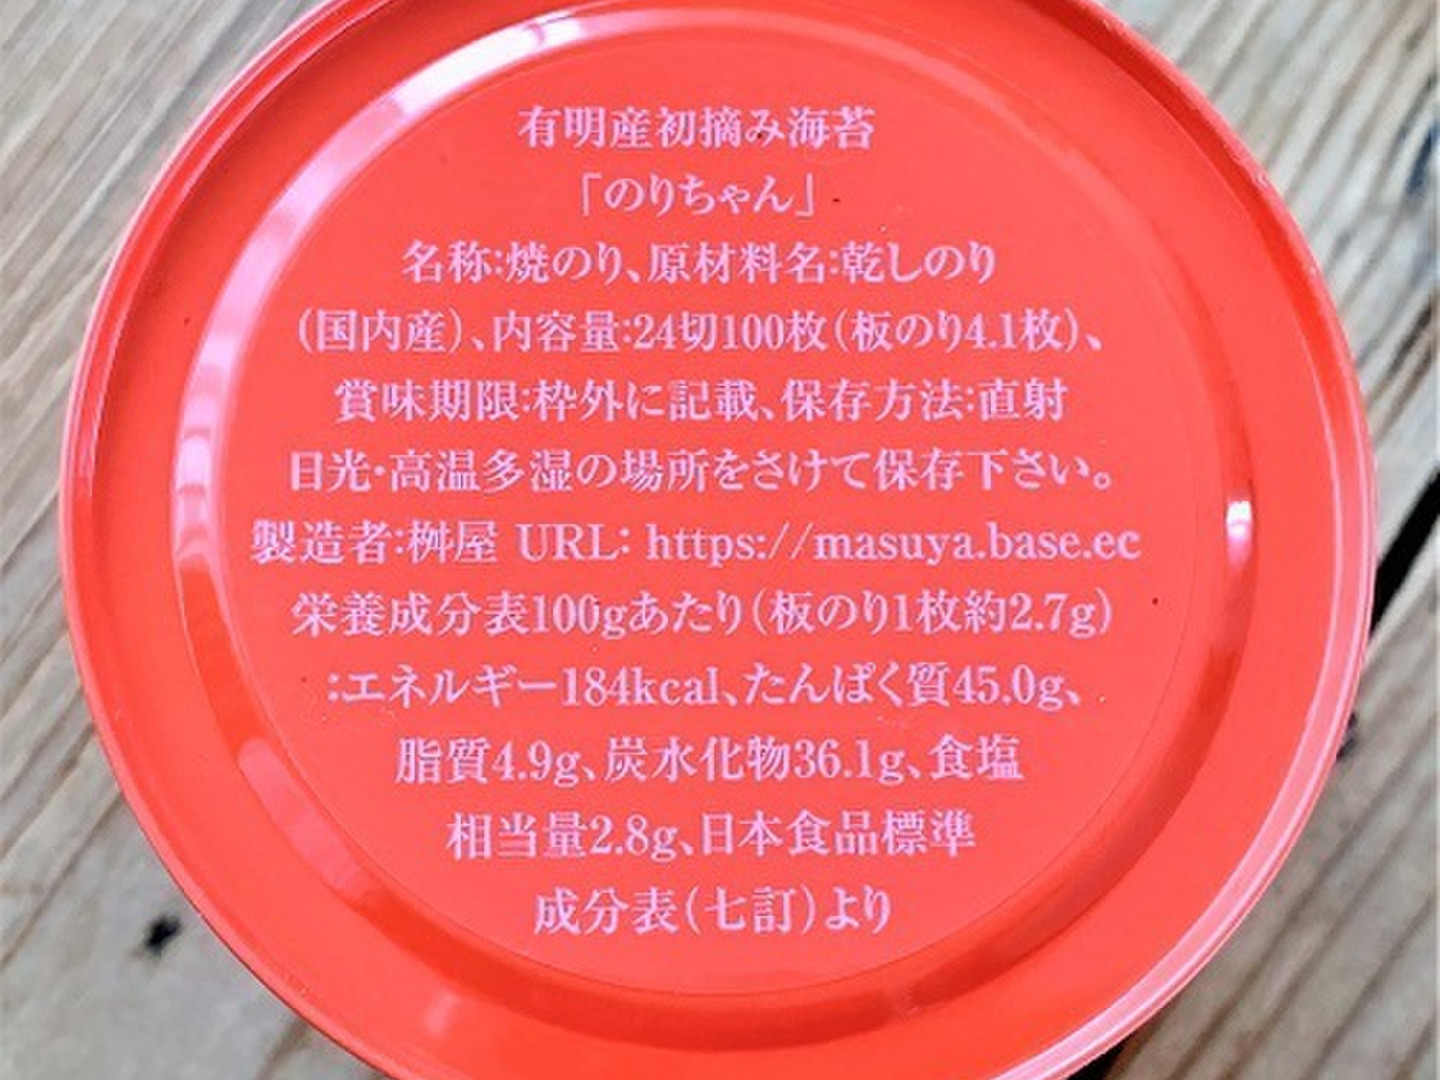 有明産初摘み海苔
「のりちゃん」
名称:焼のり、原材料名:乾しのり
(国内産)、内容量:24切100枚(板のり4.1枚)、
賞味期限:枠外に記載、保存方法:直射
日光・高温多湿の場所をさけて保存下さい。
製造者:桝屋 URL: https://masuya.base.ec
栄養成分表100gあたり(板のり1枚約2.7g)
:エネルギー184kcal、たんぱく質45.0g、
脂質4.9g、炭水化物36.1g、食塩
相当量2.8g、日本食品標準
成分表(七訂)より